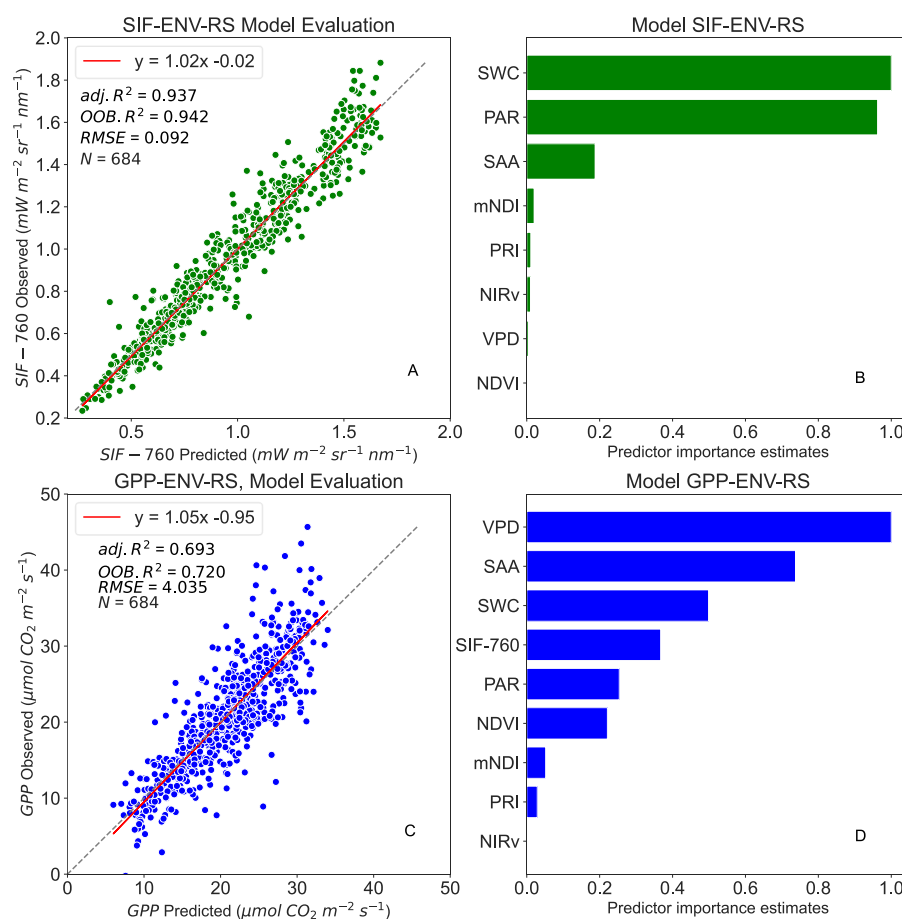 SIF-ENV-RS Model Evaluation
y = 1.02x -0.02
adj. R² = 0.937
OOB. R² = 0.942
RMSE = 0.092
N = 684
SIF − 760 Observed (mW m⁻² sr⁻¹ nm⁻¹)
2.0
1.8
1.6
1.4
1.2
1.0
0.8
0.6
0.4
0.2
A
0.5 1.0 1.5 2.0
SIF − 760 Predicted (mW m⁻² sr⁻¹ nm⁻¹)
Model SIF-ENV-RS
SWC
PAR
SAA
mNDI
PRI
NIRv
VPD
NDVI
B
0.0 0.2 0.4 0.6 0.8 1.0
Predictor importance estimates
GPP-ENV-RS, Model Evaluation
y = 1.05x -0.95
adj. R² = 0.693
OOB. R² = 0.720
RMSE = 4.035
N = 684
GPP Observed (μmol CO₂ m⁻² s⁻¹)
50
40
30
20
10
0
C
0 10 20 30 40 50
GPP Predicted (μmol CO₂ m⁻² s⁻¹)
Model GPP-ENV-RS
VPD
SAA
SWC
SIF-760
PAR
NDVI
mNDI
PRI
NIRv
D
0.0 0.2 0.4 0.6 0.8 1.0
Predictor importance estimates